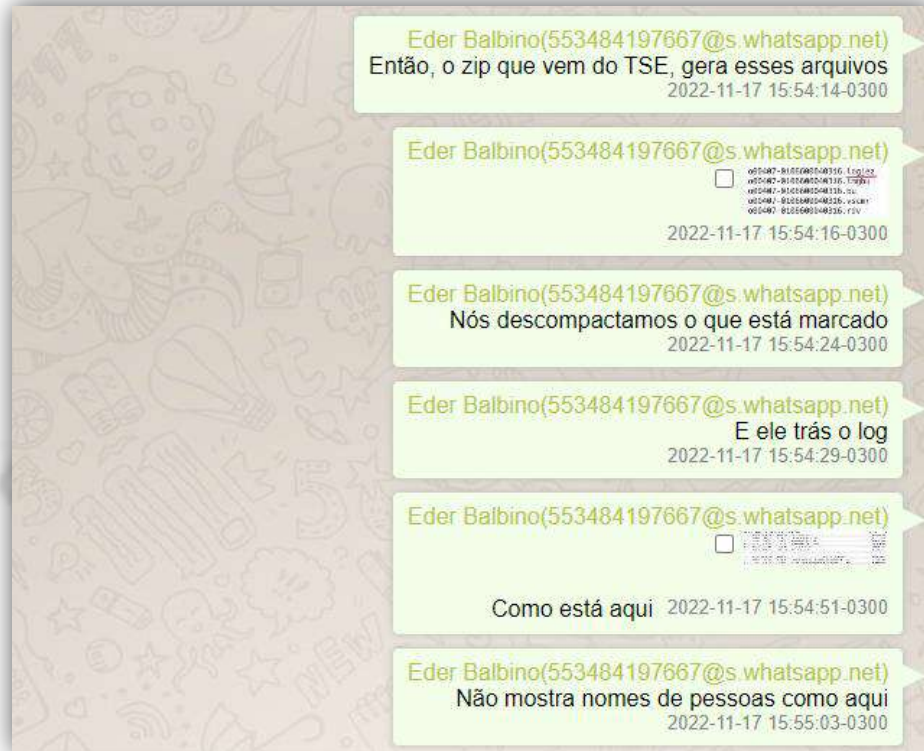 Eder Balbino(553484197667@s.whatsapp.net)
Então, o zip que vem do TSE, gera esses arquivos
2022-11-17 15:54:14-0300
Eder Balbino(553484197667@s.whatsapp.net)
2022-11-17 15:54:16-0300
Eder Balbino(553484197667@s.whatsapp.net)
Nós descompactamos o que está marcado
2022-11-17 15:54:24-0300
Eder Balbino(553484197667@s.whatsapp.net)
E ele trás o log
2022-11-17 15:54:29-0300
Eder Balbino(553484197667@s.whatsapp.net)
Como está aqui 2022-11-17 15:54:51-0300
Eder Balbino(553484197667@s.whatsapp.net)
Não mostra nomes de pessoas como aqui
2022-11-17 15:55:03-0300